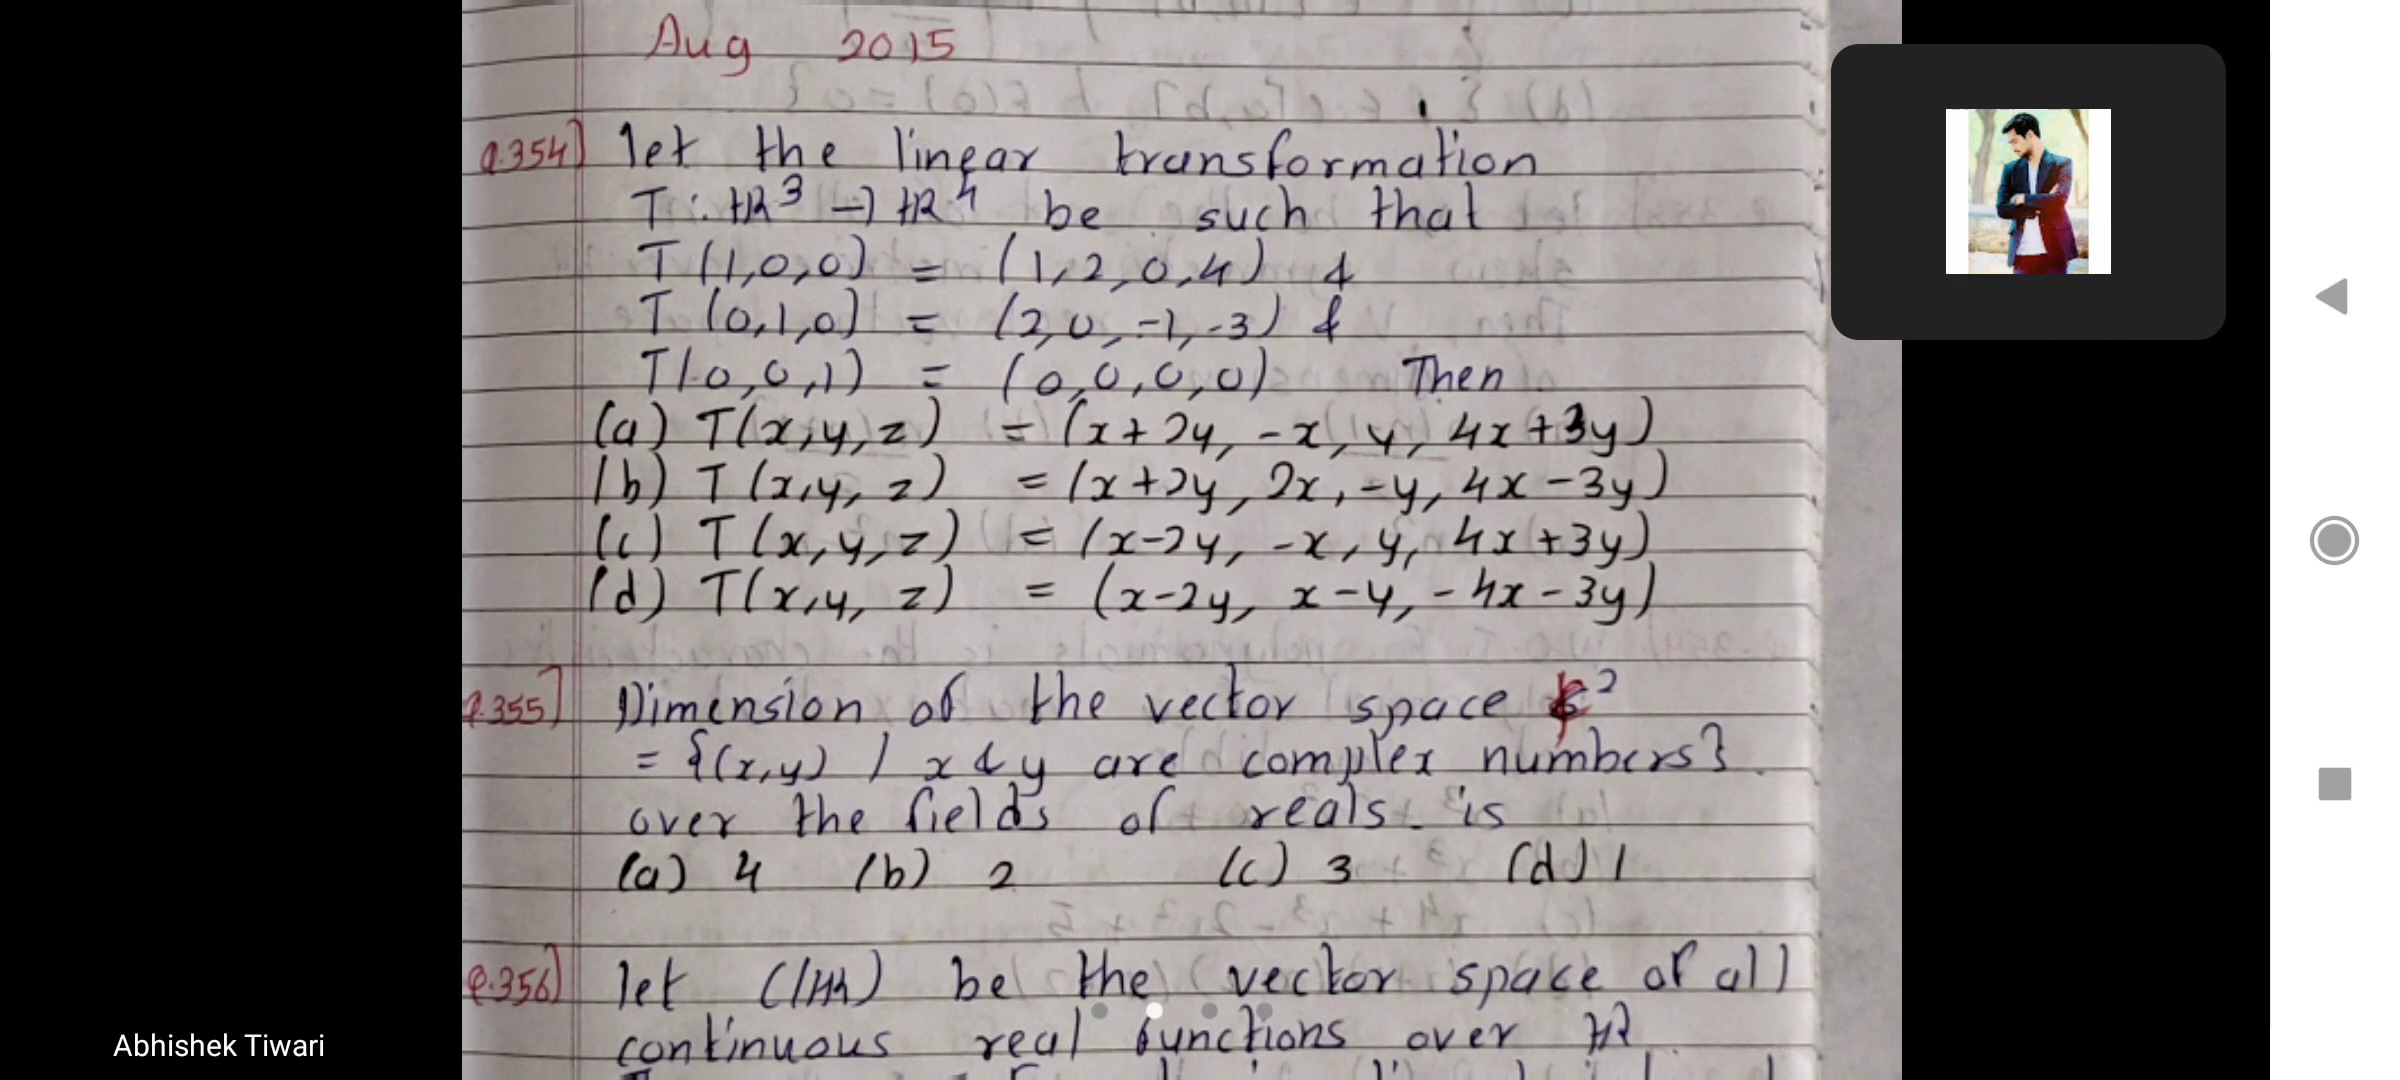 Aug 2015
Q.354] let the linear transformation
T : ℝ³ → ℝ⁴ be such that
T (1,0,0) = (1,2,0,4) &
T (0,1,0) = (2,0,-1,-3) &
T(0,0,1) = (0,0,0,0) Then
(a) T(x,y,z) = (x+2y, -x, y, 4x+3y)
(b) T(x,y,z) = (x+2y, 2x, -y, 4x-3y)
(c) T(x,y,z) = (x-2y, -x, y, 4x+3y)
(d) T(x,y,z) = (x-2y, x-y, -4x-3y)
Q.355] Dimension of the vector space ²
= {(x,y) / x & y are complex numbers}
over the fields of reals. is
(a) 4 (b) 2 (c) 3 (d) 1
Q.356] let be the vector space of all
continuous real functions over ℝ
Abhishek Tiwari